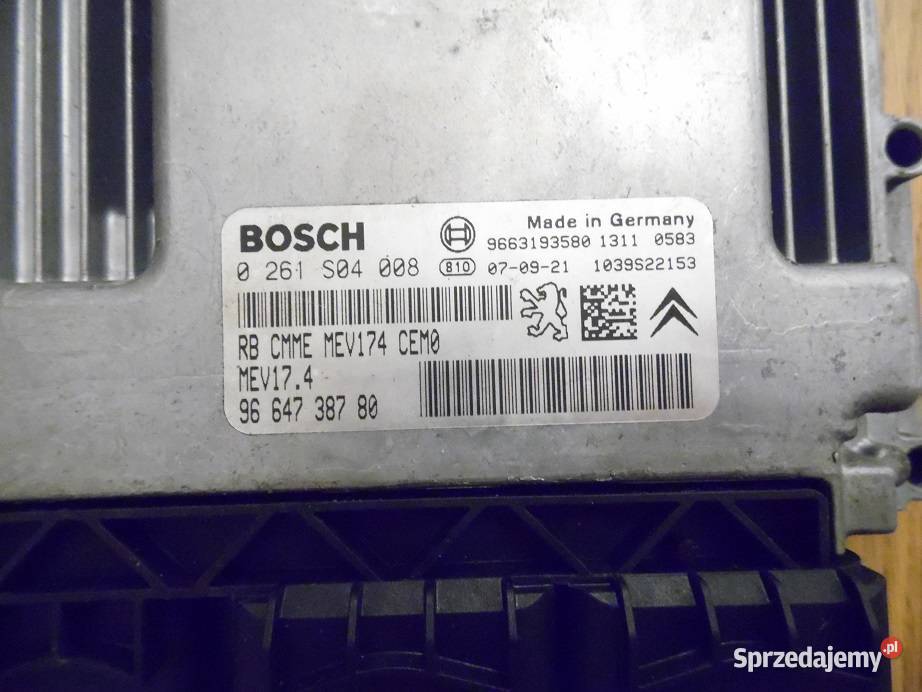 BOSCH
Made in Germany
9663193580 1311 0583
0 261 S04 008
810 07-09-21 1039S22153
RB CMME MEV174 CEM0
MEV17.4
96 647 387 80
Sprzedajemy.pl